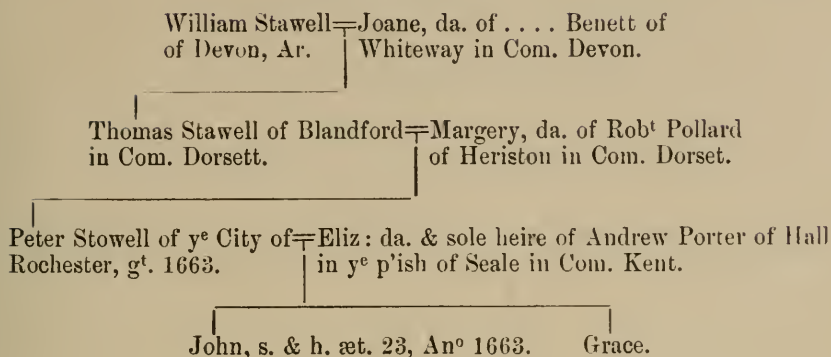 William Stawell=Joane, da. of . . . . Benett of
of Devon, Ar. Whiteway in Com. Devon.
Thomas Stawell of Blandford=Margery, da. of Robᵗ Pollard
in Com. Dorsett. of Heriston in Com. Dorset.
Peter Stowell of yᵉ City of=Eliz: da. & sole heire of Andrew Porter of Hall
Rochester, gᵗ. 1663. in yᵉ p'ish of Seale in Com. Kent.
John, s. & h. æt. 23, Anº 1663. Grace.